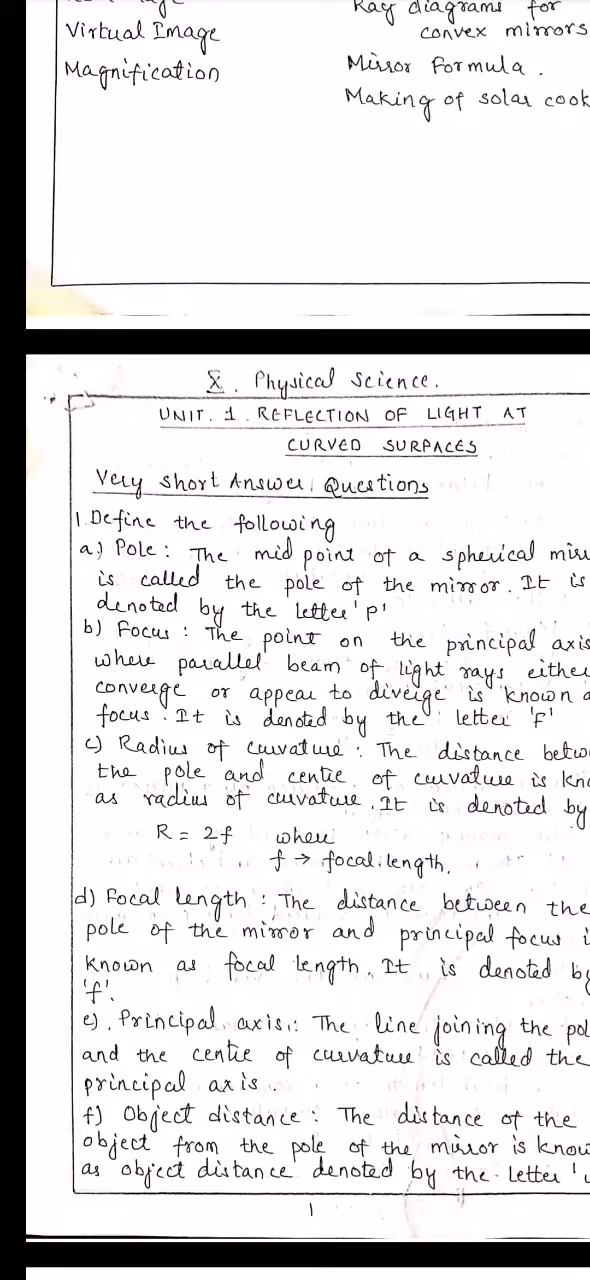 Ray diagrams for
Virtual Image convex mirrors
Magnification Mirror Formula.
Making of solar cook
X. Physical Science.
UNIT. 1. REFLECTION OF LIGHT AT
CURVED SURFACES
Very short Answer Questions
1. Define the following
a) Pole : The mid point of a spherical mirr
is called the pole of the mirror. It is
denoted by the letter 'P'
b) Focus : The point on the principal axis
where parallel beam of light rays either
converge or appear to diverge is known a
focus. It is denoted by the letter 'F'
c) Radius of curvature : The distance betw
the pole and centre of curvature is kno
as radius of curvature. It is denoted by
R = 2f where
f → focal length.
d) Focal length : The distance between the
pole of the mirror and principal focus i
known as focal length. It is denoted by
'f'.
e). Principal axis : The line joining the pol
and the centre of curvature is called the
principal axis.
f) Object distance : The distance of the
object from the pole of the mirror is know
as object distance denoted by the letter 'u
1